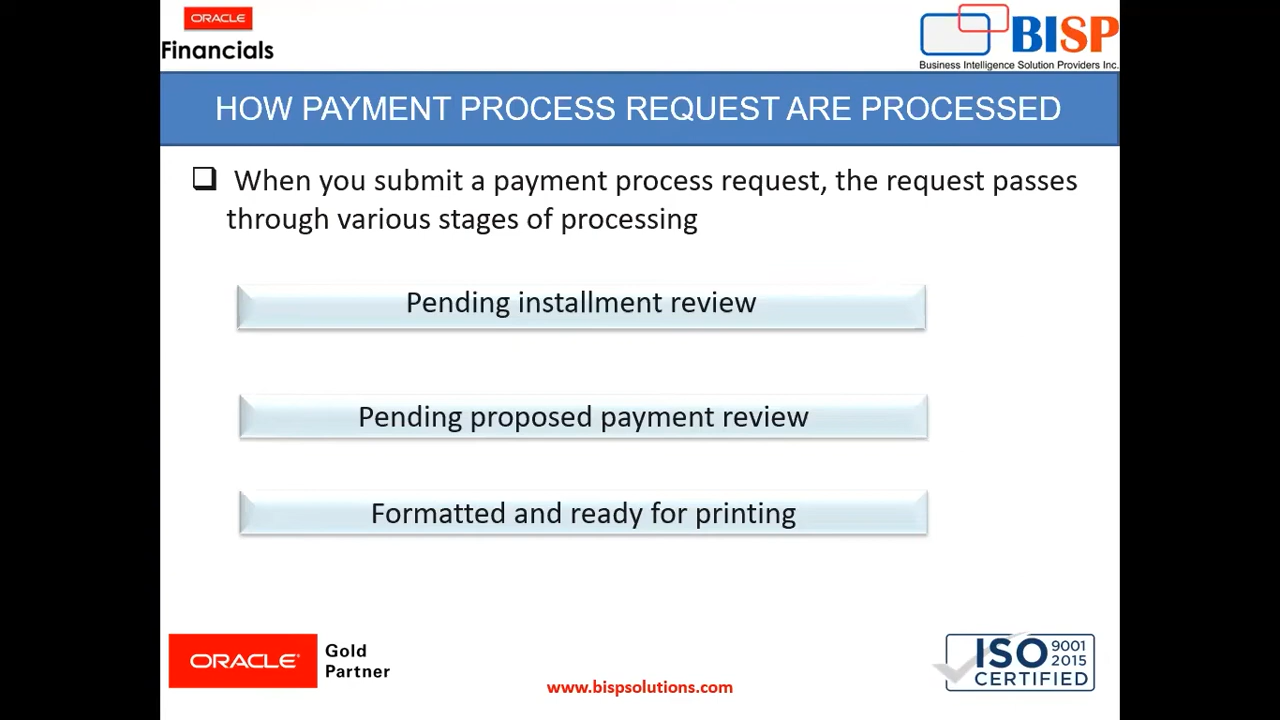 ORACLE
Financials
BISP
Business Intelligence Solution Providers Inc.
HOW PAYMENT PROCESS REQUEST ARE PROCESSED
When you submit a payment process request, the request passes
through various stages of processing
Pending installment review
Pending proposed payment review
Formatted and ready for printing
ORACLE®
Gold
Partner
www.bispsolutions.com
ISO 9001
2015
CERTIFIED